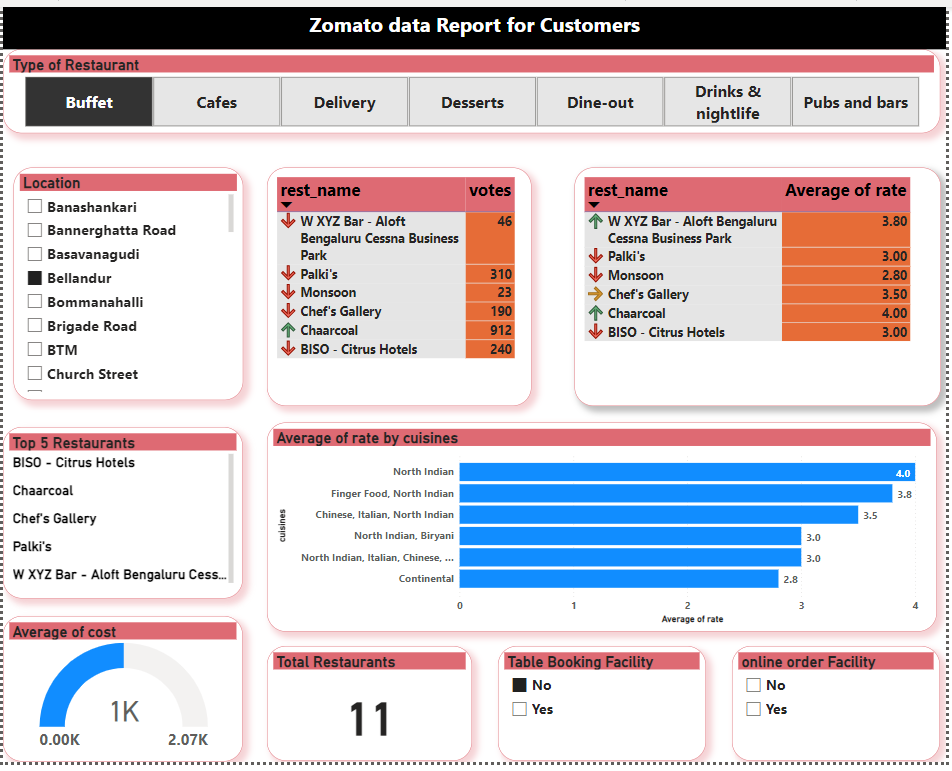 Zomato data Report for Customers
Type of Restaurant
Buffet
Cafes
Delivery
Desserts
Dine-out
Drinks &
nightlife
Pubs and bars
Location
Banashankari
Bannerghatta Road
Basavanagudi
Bellandur
Bommanahalli
Brigade Road
BTM
Church Street
rest_name votes
W XYZ Bar - Aloft 46
Bengaluru Cessna Business
Park
Palki's 310
Monsoon 23
Chef's Gallery 190
Chaarcoal 912
BISO - Citrus Hotels 240
rest_name Average of rate
W XYZ Bar - Aloft Bengaluru 3.80
Cessna Business Park
Palki's 3.00
Monsoon 2.80
Chef's Gallery 3.50
Chaarcoal 4.00
BISO - Citrus Hotels 3.00
Top 5 Restaurants
BISO - Citrus Hotels
Chaarcoal
Chef's Gallery
Palki's
W XYZ Bar - Aloft Bengaluru Cess...
Average of rate by cuisines
cuisines
North Indian 4.0
Finger Food, North Indian 3.8
Chinese, Italian, North Indian 3.5
North Indian, Biryani 3.0
North Indian, Italian, Chinese, ... 3.0
Continental 2.8
0 1 2 3 4
Average of rate
Average of cost
1K
0.00K 2.07K
Total Restaurants
11
Table Booking Facility
No
Yes
online order Facility
No
Yes